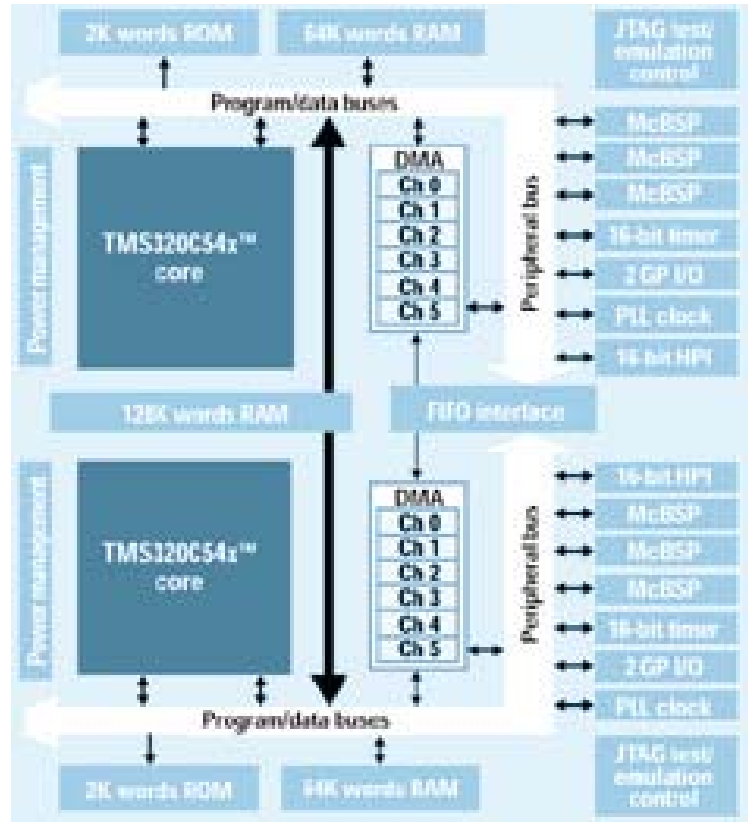 2K words ROM
64K words RAM
JTAG test/
emulation
control
Program/data buses
McBSP
McBSP
McBSP
16-bit timer
2 GP I/O
PLL clock
16-bit HPI
Peripheral bus
DMA
Ch 0
Ch 1
Ch 2
Ch 3
Ch 4
Ch 5
Power management
TMS320C54x™
core
128K words RAM
FIFO interface
Power management
TMS320C54x™
core
DMA
Ch 0
Ch 1
Ch 2
Ch 3
Ch 4
Ch 5
Peripheral bus
16-bit HPI
McBSP
McBSP
McBSP
16-bit timer
2 GP I/O
PLL clock
Program/data buses
2K words ROM
64K words RAM
JTAG test/
emulation
control